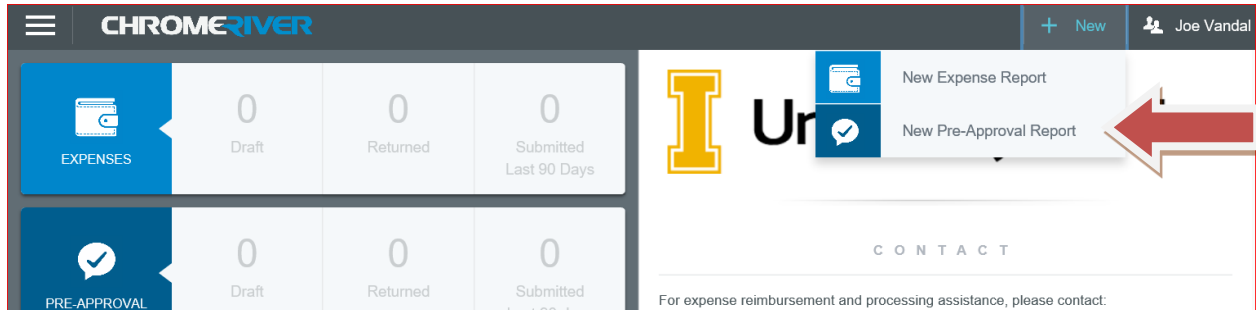 CHROMERIVER
+ New
Joe Vandal
New Expense Report
New Pre-Approval Report
EXPENSES
0
Draft
0
Returned
0
Submitted
Last 90 Days
I
Un
PRE-APPROVAL
0
Draft
0
Returned
0
Submitted
CONTACT
For expense reimbursement and processing assistance, please contact: